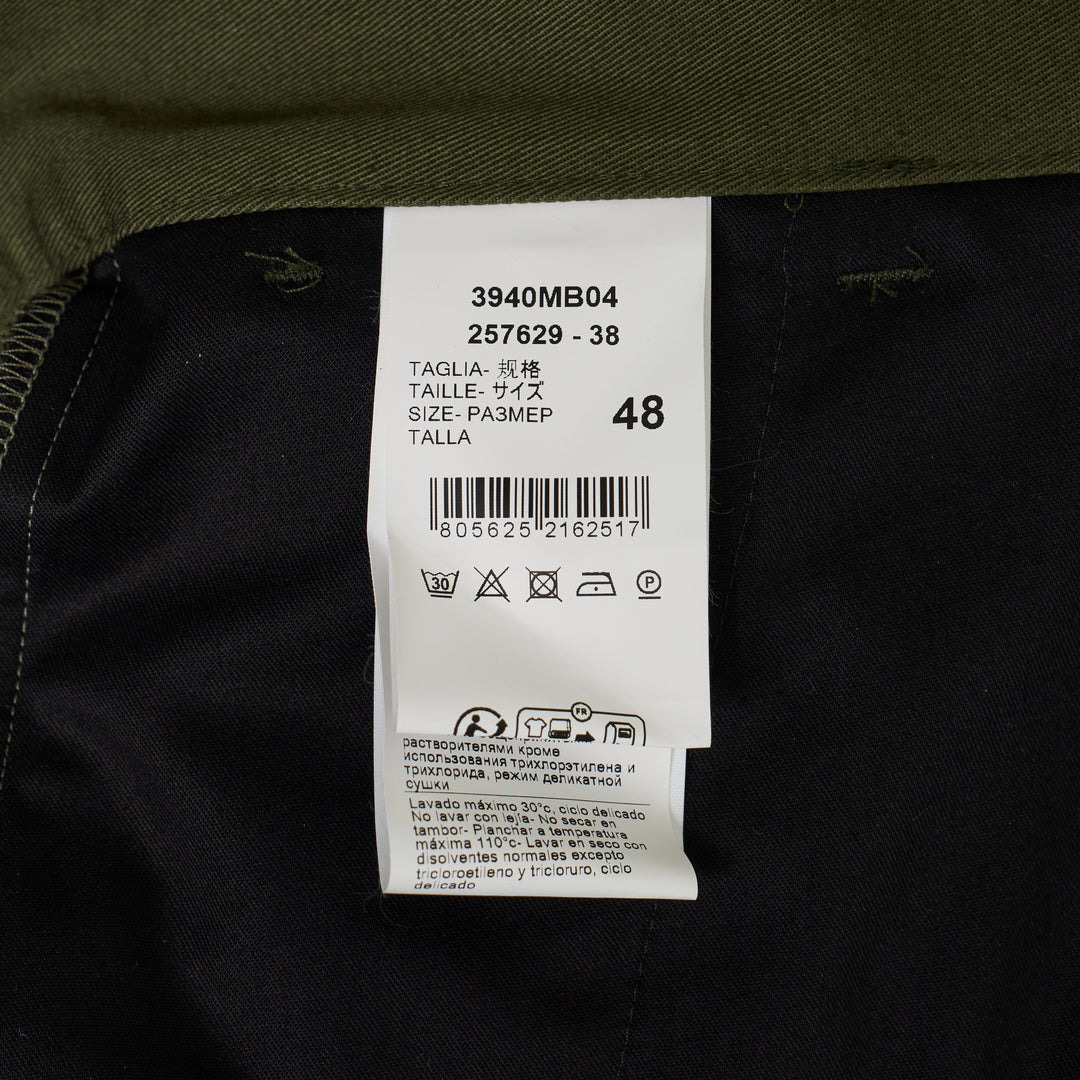 3940MB04
257629 - 38
TAGLIA- 规格
TAILLE- サイズ
SIZE- РАЗМЕР
TALLA
48
805625 2162517
30
P
FR
растворителями кроме
использования трихлорэтилена и
трихлорида, режим деликатной
сушки
Lavado máximo 30°c, ciclo delicado
No lavar con lejía- No secar en
tambor- Planchar a temperatura
máxima 110°c- Lavar en seco con
disolventes normales excepto
tricloroetileno y tricloruro, ciclo
delicado